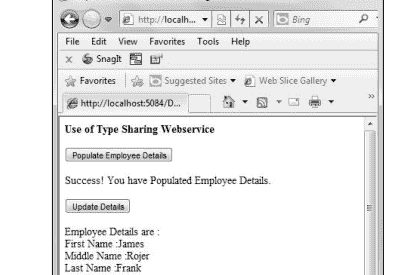 http://localh...
Bing
File Edit View Favorites Tools Help
x SnagIt
Favorites Suggested Sites Web Slice Gallery
http://localhost:5084/D...
Use of Type Sharing Webservice
Populate Employee Details
Success! You have Populated Employee Details.
Update Details
Employee Details are :
First Name :James
Middle Name :Rojer
Last Name :Frank